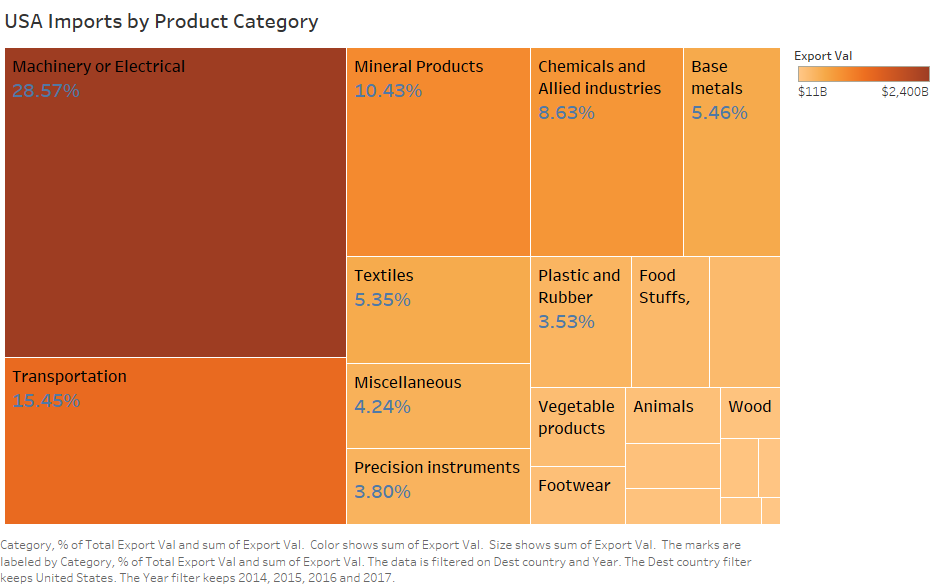 USA Imports by Product Category
Machinery or Electrical
28.57%
Transportation
15.45%
Mineral Products
10.43%
Textiles
5.35%
Miscellaneous
4.24%
Precision instruments
3.80%
Chemicals and
Allied industries
8.63%
Base
metals
5.46%
Plastic and
Rubber
3.53%
Food
Stuffs,
Vegetable
products
Animals
Wood
Footwear
Export Val
$11B
$2,400B
Category, % of Total Export Val and sum of Export Val.  Color shows sum of Export Val.  Size shows sum of Export Val.  The marks are
labeled by Category, % of Total Export Val and sum of Export Val. The data is filtered on Dest country and Year. The Dest country filter
keeps United States. The Year filter keeps 2014, 2015, 2016 and 2017.